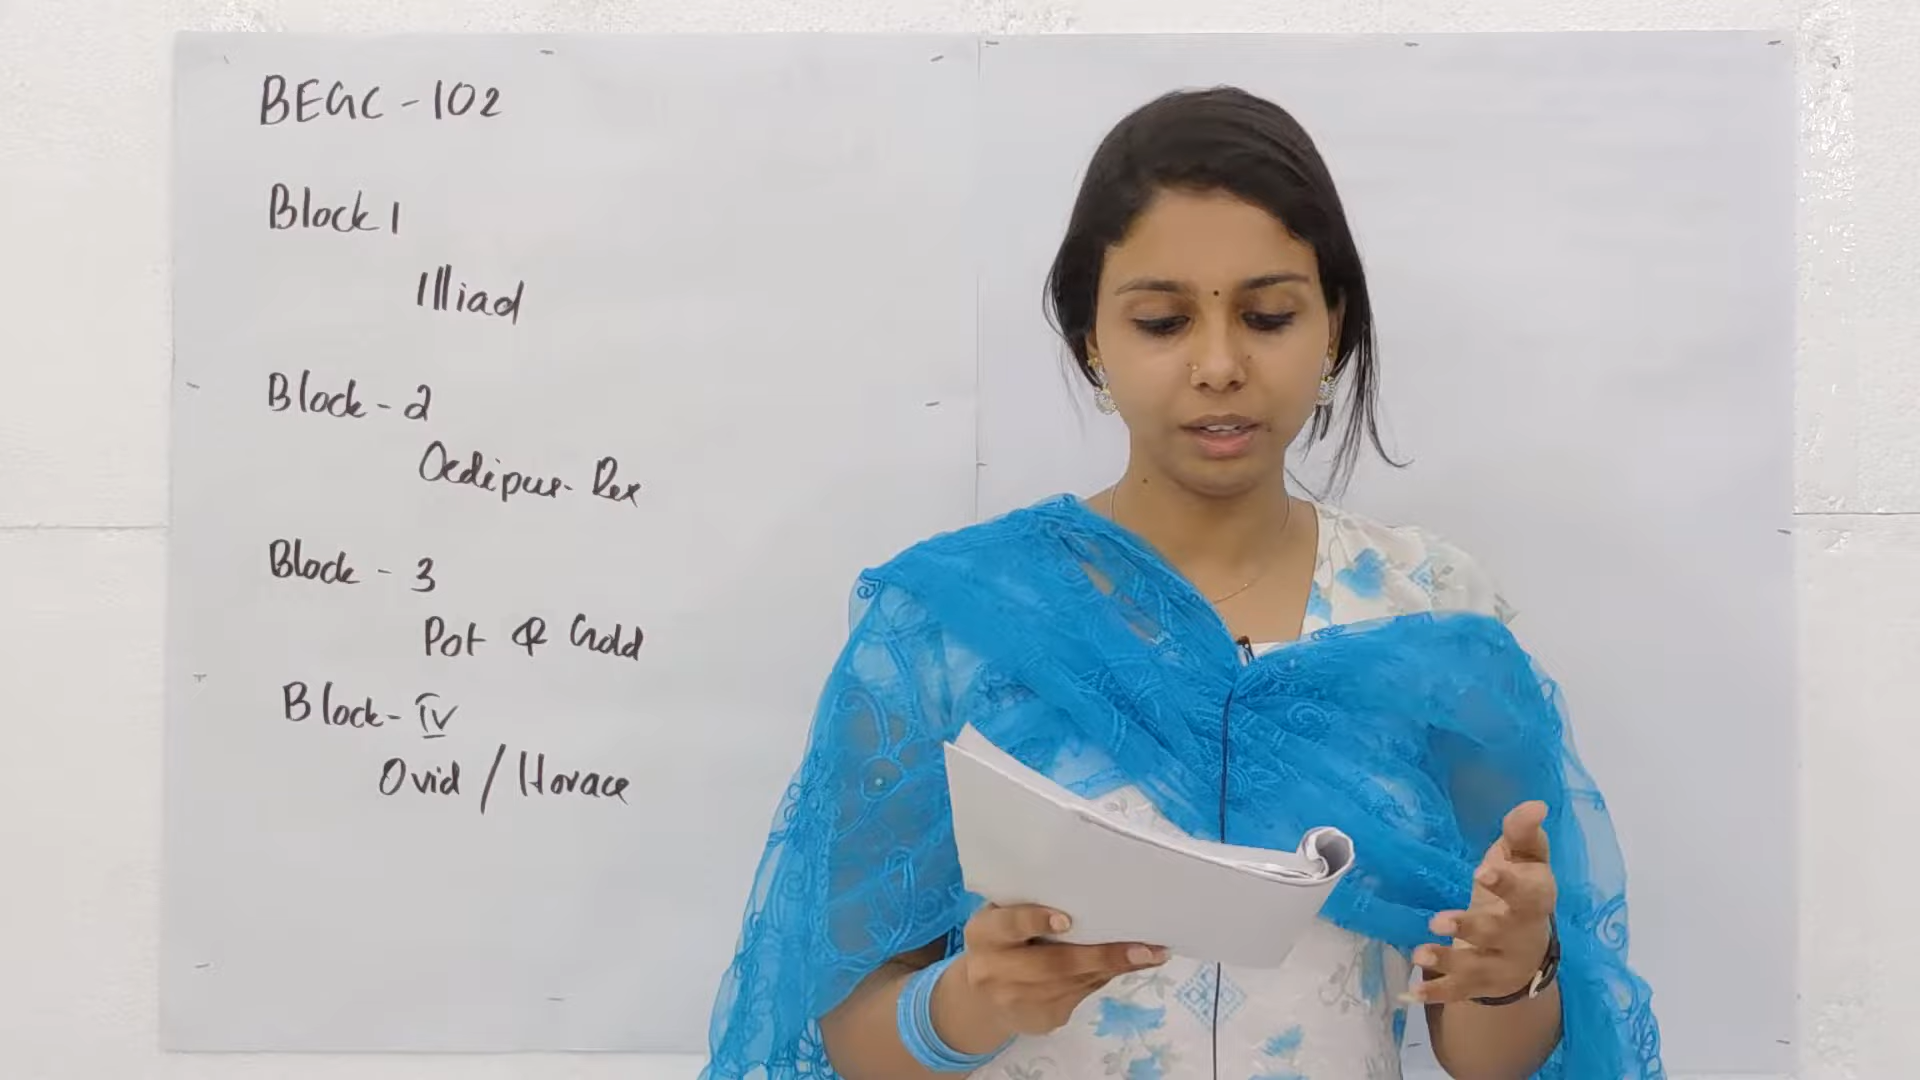 BEGC - 102
Block 1
Illiad
Block - 2
Oedipus - Rex
Block - 3
Pot of Gold
Block - IV
Ovid / Horace